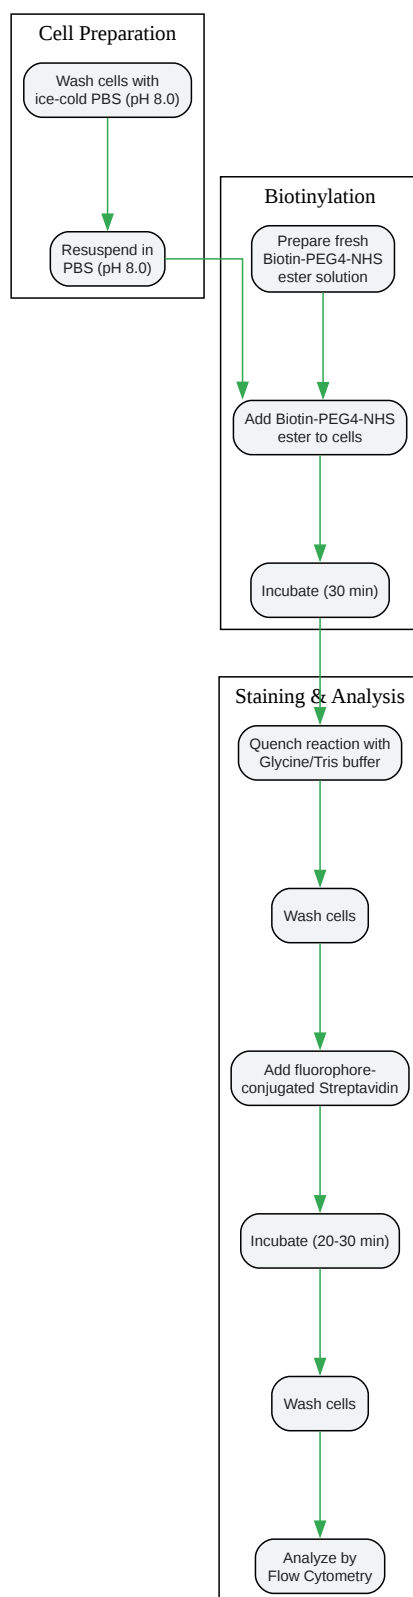 Cell Preparation
Wash cells with
ice-cold PBS (pH 8.0)
Resuspend in
PBS (pH 8.0)
Biotinylation
Prepare fresh
Biotin-PEG4-NHS
ester solution
Add Biotin-PEG4-NHS
ester to cells
Incubate (30 min)
Staining & Analysis
Quench reaction with
Glycine/Tris buffer
Wash cells
Add fluorophore-
conjugated Streptavidin
Incubate (20-30 min)
Wash cells
Analyze by
Flow Cytometry